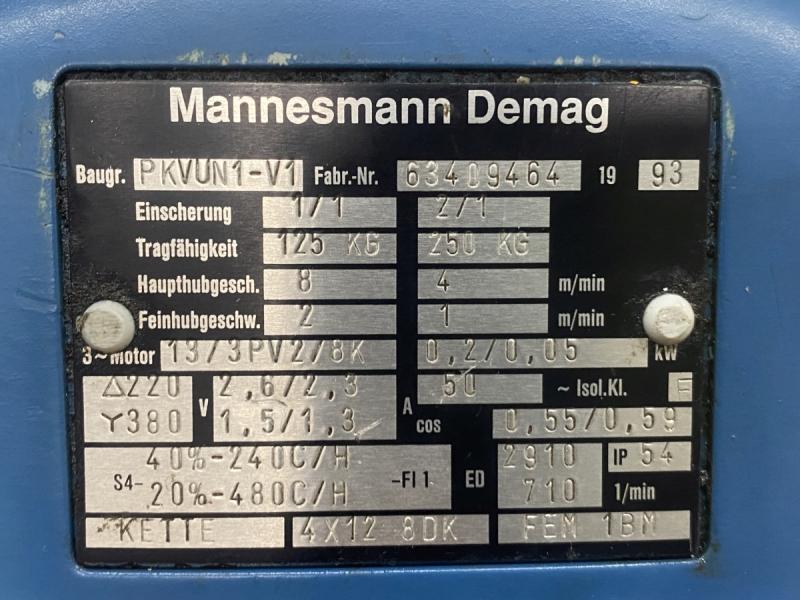 Mannesmann Demag
Baugr. PKVUN1-V1 Fabr.-Nr. 63409464 19 93
Einscherung 1/1 2/1
Tragfähigkeit 125 KG 250 KG
Haupthubgesch. 8 4 m/min
Feinhubgeschw. 2 1 m/min
3~Motor 13/3PV2/8K 0,2/0,05 kW
△220 V 2,6/2,3 A 50 ~ Isol.Kl. F
Y380 1,5/1,3 cos 0,55/0,59
S4- 40%-240C/H -FI 1 ED 2910 IP 54
20%-480C/H 710 1/min
KETTE 4X12 8DK FEM 1BM